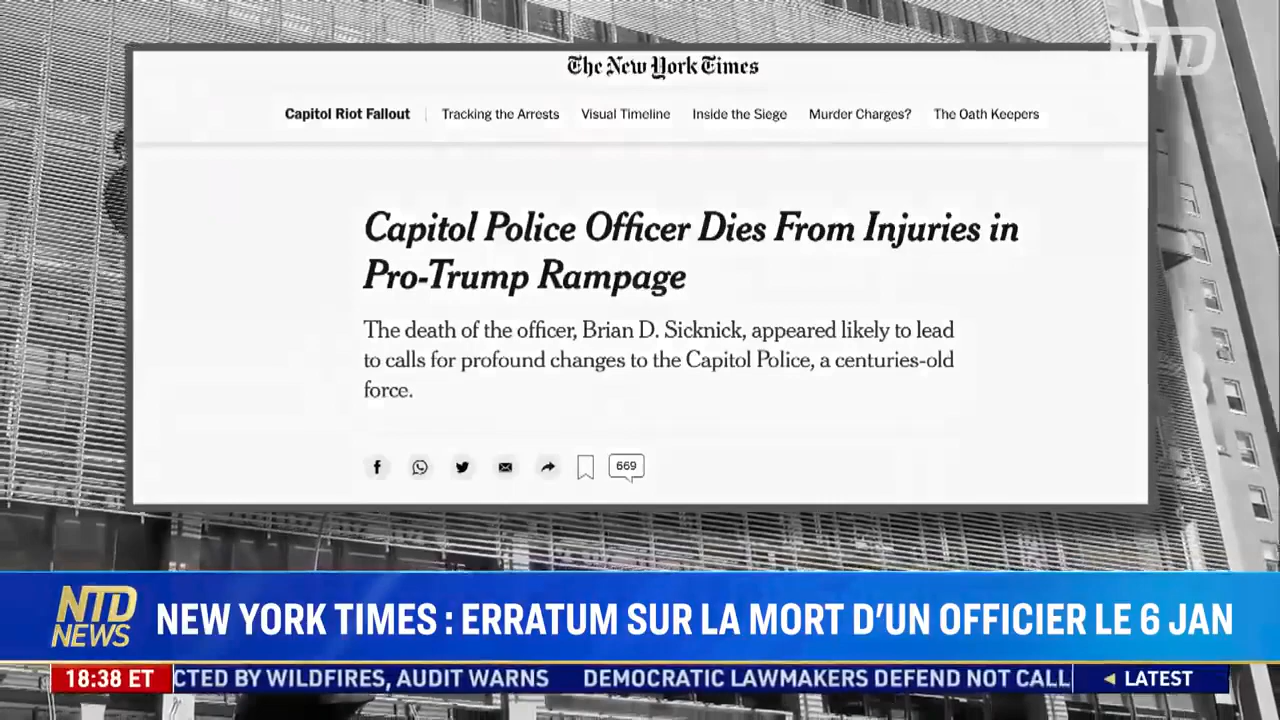 NTD
The New York Times
Capitol Riot Fallout Tracking the Arrests Visual Timeline Inside the Siege Murder Charges? The Oath Keepers
Capitol Police Officer Dies From Injuries in
Pro-Trump Rampage
The death of the officer, Brian D. Sicknick, appeared likely to lead
to calls for profound changes to the Capitol Police, a centuries-old
force.
669
NTD
NEWS
NEW YORK TIMES : ERRATUM SUR LA MORT D'UN OFFICIER LE 6 JAN
18:38 ET CTED BY WILDFIRES, AUDIT WARNS DEMOCRATIC LAWMAKERS DEFEND NOT CALL ◄ LATEST